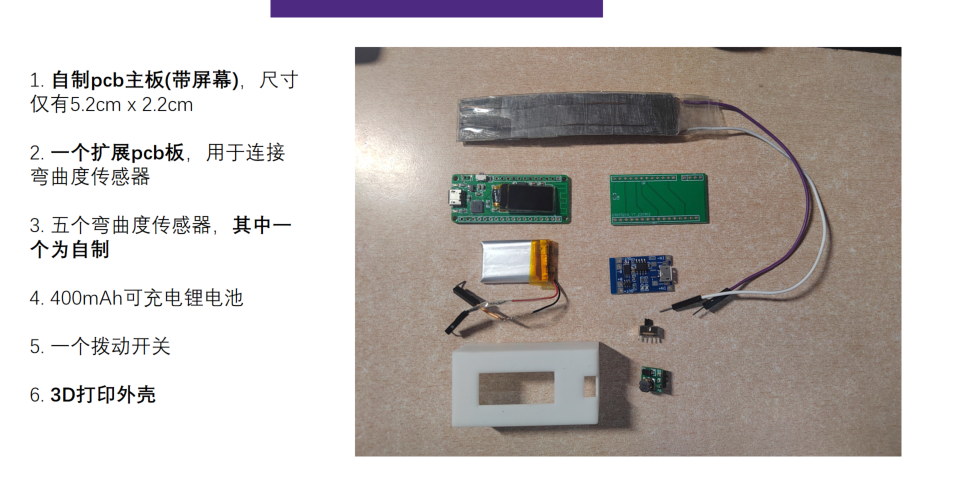 1. 自制pcb主板(带屏幕)，尺寸
仅有5.2cm x 2.2cm
2. 一个扩展pcb板，用于连接
弯曲度传感器
3. 五个弯曲度传感器，其中一
个为自制
4. 400mAh可充电锂电池
5. 一个拨动开关
6. 3D打印外壳